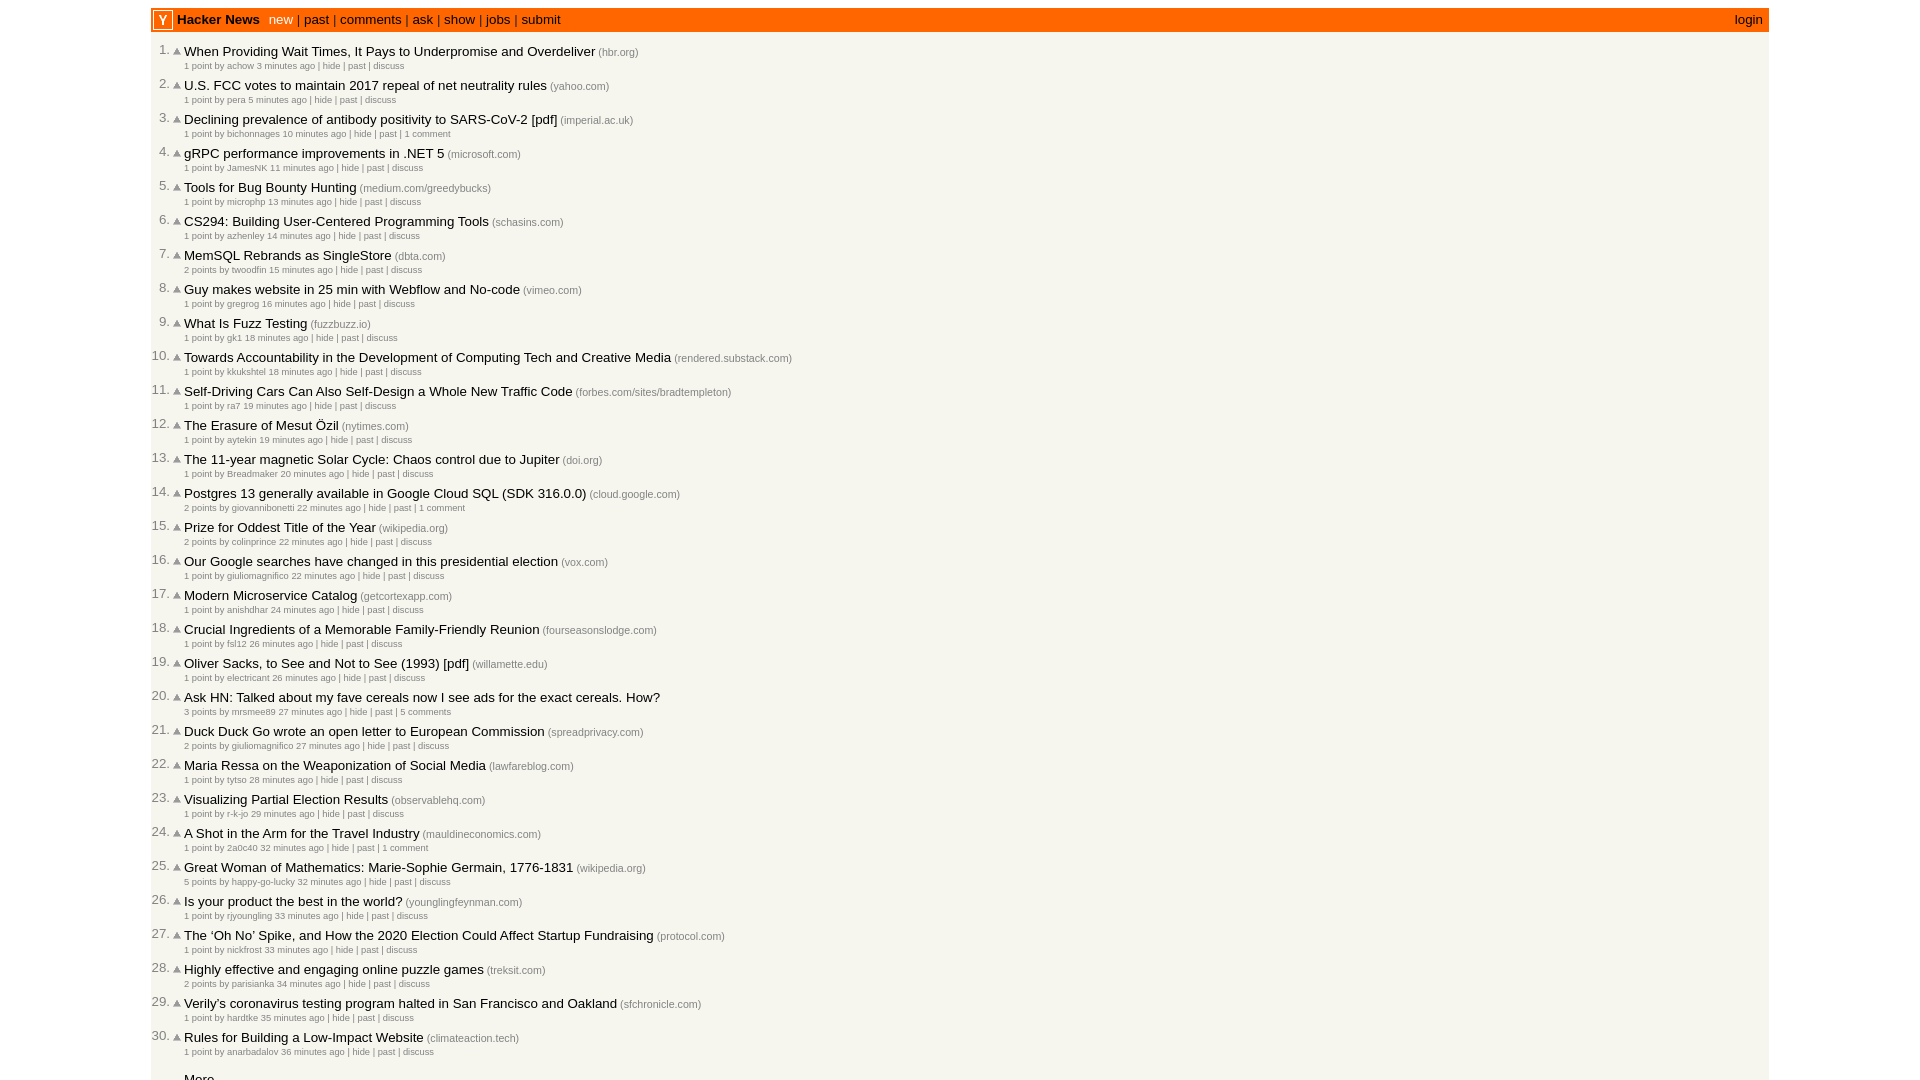 Y Hacker News new | past | comments | ask | show | jobs | submit login
1. When Providing Wait Times, It Pays to Underpromise and Overdeliver (hbr.org)
1 point by achow 3 minutes ago | hide | past | discuss
2. U.S. FCC votes to maintain 2017 repeal of net neutrality rules (yahoo.com)
1 point by pera 5 minutes ago | hide | past | discuss
3. Declining prevalence of antibody positivity to SARS-CoV-2 [pdf] (imperial.ac.uk)
1 point by bichonnages 10 minutes ago | hide | past | 1 comment
4. gRPC performance improvements in .NET 5 (microsoft.com)
1 point by JamesNK 11 minutes ago | hide | past | discuss
5. Tools for Bug Bounty Hunting (medium.com/greedybucks)
1 point by microphp 13 minutes ago | hide | past | discuss
6. CS294: Building User-Centered Programming Tools (schasins.com)
1 point by azhenley 14 minutes ago | hide | past | discuss
7. MemSQL Rebrands as SingleStore (dbta.com)
2 points by twoodfin 15 minutes ago | hide | past | discuss
8. Guy makes website in 25 min with Webflow and No-code (vimeo.com)
1 point by gregrog 16 minutes ago | hide | past | discuss
9. What Is Fuzz Testing (fuzzbuzz.io)
1 point by gk1 18 minutes ago | hide | past | discuss
10. Towards Accountability in the Development of Computing Tech and Creative Media (rendered.substack.com)
1 point by kkukshtel 18 minutes ago | hide | past | discuss
11. Self-Driving Cars Can Also Self-Design a Whole New Traffic Code (forbes.com/sites/bradtempleton)
1 point by ra7 19 minutes ago | hide | past | discuss
12. The Erasure of Mesut Özil (nytimes.com)
1 point by aytekin 19 minutes ago | hide | past | discuss
13. The 11-year magnetic Solar Cycle: Chaos control due to Jupiter (doi.org)
1 point by Breadmaker 20 minutes ago | hide | past | discuss
14. Postgres 13 generally available in Google Cloud SQL (SDK 316.0.0) (cloud.google.com)
2 points by giovannibonetti 22 minutes ago | hide | past | 1 comment
15. Prize for Oddest Title of the Year (wikipedia.org)
2 points by colinprince 22 minutes ago | hide | past | discuss
16. Our Google searches have changed in this presidential election (vox.com)
1 point by giuliomagnifico 22 minutes ago | hide | past | discuss
17. Modern Microservice Catalog (getcortexapp.com)
1 point by anishdhar 24 minutes ago | hide | past | discuss
18. Crucial Ingredients of a Memorable Family-Friendly Reunion (fourseasonslodge.com)
1 point by fsl12 26 minutes ago | hide | past | discuss
19. Oliver Sacks, to See and Not to See (1993) [pdf] (willamette.edu)
1 point by electricant 26 minutes ago | hide | past | discuss
20. Ask HN: Talked about my fave cereals now I see ads for the exact cereals. How?
3 points by mrsmee89 27 minutes ago | hide | past | 5 comments
21. Duck Duck Go wrote an open letter to European Commission (spreadprivacy.com)
2 points by giuliomagnifico 27 minutes ago | hide | past | discuss
22. Maria Ressa on the Weaponization of Social Media (lawfareblog.com)
1 point by tytso 28 minutes ago | hide | past | discuss
23. Visualizing Partial Election Results (observablehq.com)
1 point by r-k-jo 29 minutes ago | hide | past | discuss
24. A Shot in the Arm for the Travel Industry (mauldineconomics.com)
1 point by 2a0c40 32 minutes ago | hide | past | 1 comment
25. Great Woman of Mathematics: Marie-Sophie Germain, 1776-1831 (wikipedia.org)
5 points by happy-go-lucky 32 minutes ago | hide | past | discuss
26. Is your product the best in the world? (younglingfeynman.com)
1 point by rjyoungling 33 minutes ago | hide | past | discuss
27. The ‘Oh No’ Spike, and How the 2020 Election Could Affect Startup Fundraising (protocol.com)
1 point by nickfrost 33 minutes ago | hide | past | discuss
28. Highly effective and engaging online puzzle games (treksit.com)
2 points by parisianka 34 minutes ago | hide | past | discuss
29. Verily’s coronavirus testing program halted in San Francisco and Oakland (sfchronicle.com)
1 point by hardtke 35 minutes ago | hide | past | discuss
30. Rules for Building a Low-Impact Website (climateaction.tech)
1 point by anarbadalov 36 minutes ago | hide | past | discuss
More